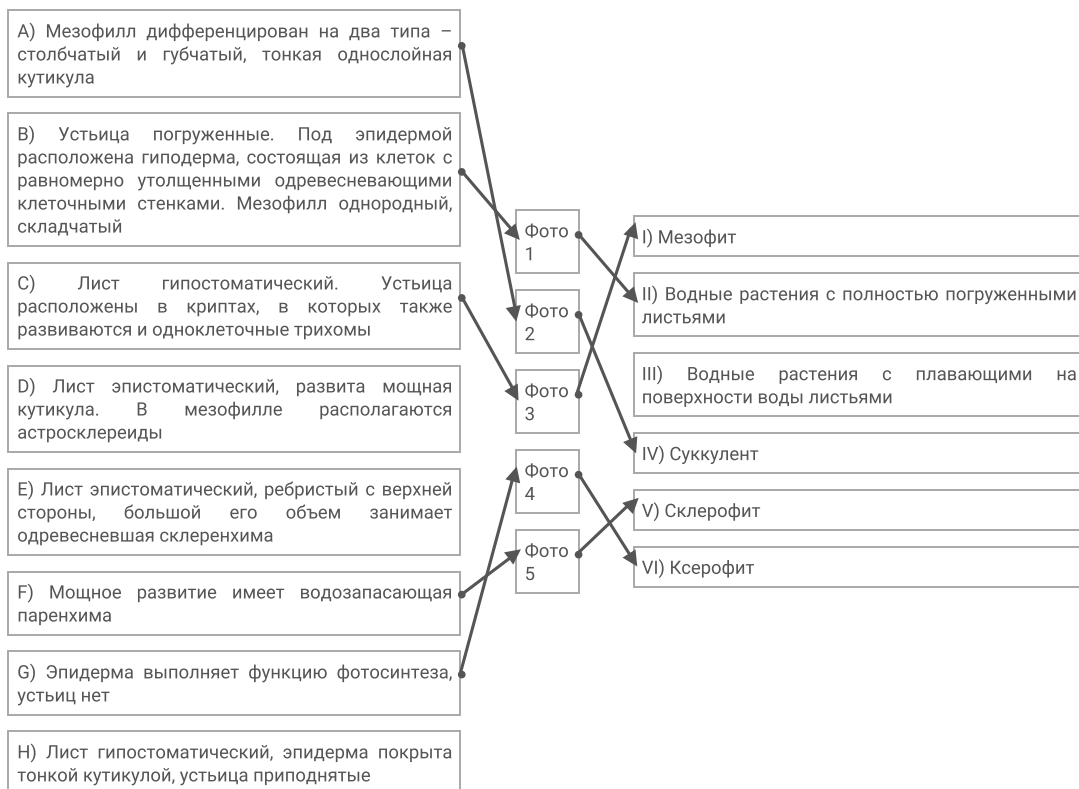 А) Мезофилл дифференцирован на два типа –
столбчатый и губчатый, тонкая однослойная
кутикула
B) Устьица погруженные. Под эпидермой
расположена гиподерма, состоящая из клеток с
равномерно утолщенными одревесневающими
клеточными стенками. Мезофилл однородный,
складчатый
C) Лист гипостоматический. Устьица
расположены в криптах, в которых также
развиваются и одноклеточные трихомы
D) Лист эпистоматический, развита мощная
кутикула. В мезофилле располагаются
астросклереиды
E) Лист эпистоматический, ребристый с верхней
стороны, большой его объем занимает
одревесневшая склеренхима
F) Мощное развитие имеет водозапасающая
паренхима
G) Эпидерма выполняет функцию фотосинтеза,
устьиц нет
H) Лист гипостоматический, эпидерма покрыта
тонкой кутикулой, устьица приподнятые
Фото
1
Фото
2
Фото
3
Фото
4
Фото
5
I) Мезофит
II) Водные растения с полностью погруженными
листьями
III) Водные растения с плавающими на
поверхности воды листьями
IV) Суккулент
V) Склерофит
VI) Ксерофит